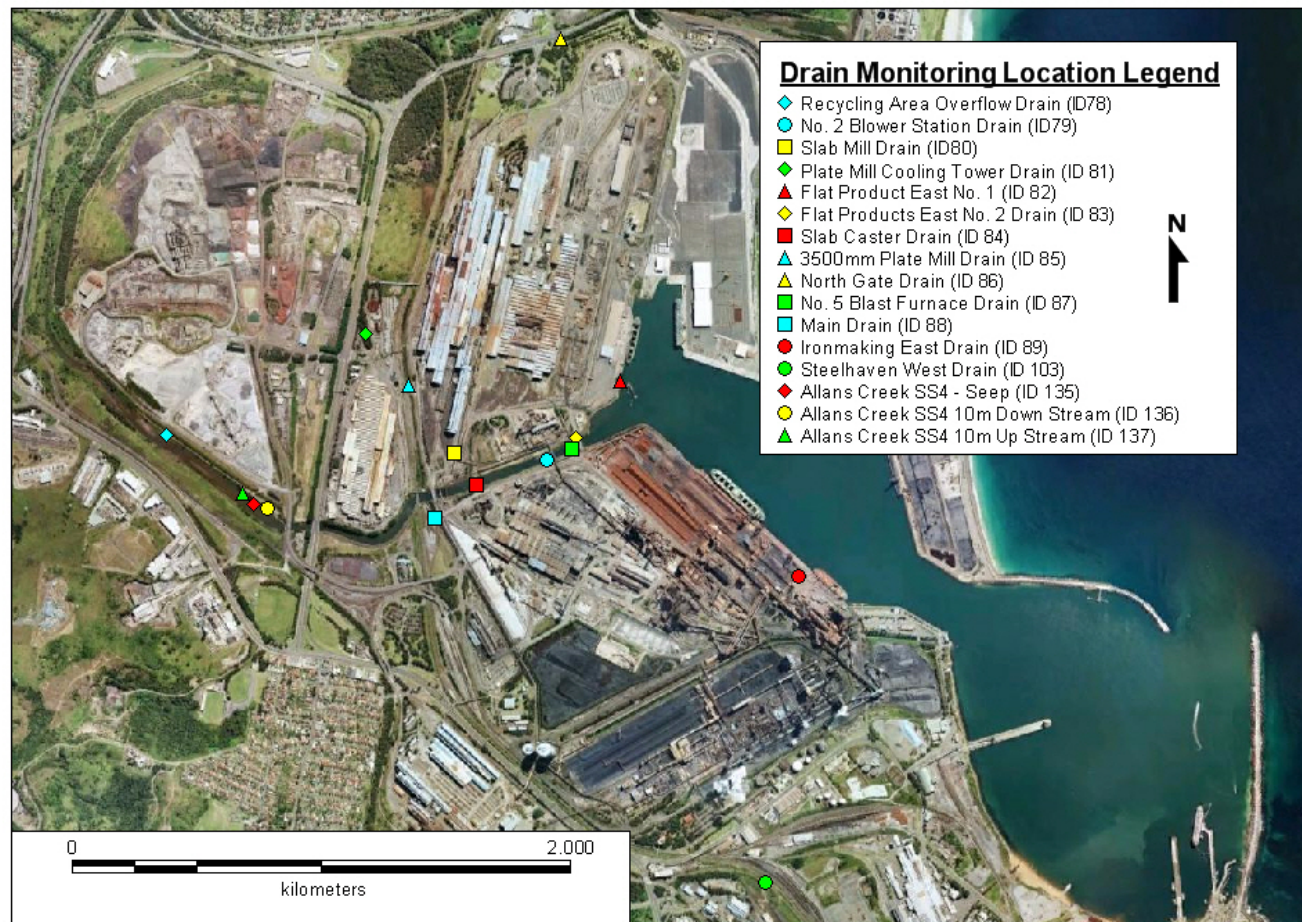 Drain Monitoring Location Legend
Recycling Area Overflow Drain (ID78)
No. 2 Blower Station Drain (ID79)
Slab Mill Drain (ID80)
Plate Mill Cooling Tower Drain (ID 81)
Flat Product East No. 1 (ID 82)
Flat Products East No. 2 Drain (ID 83)
Slab Caster Drain (ID 84)
3500mm Plate Mill Drain (ID 85)
North Gate Drain (ID 86)
No. 5 Blast Furnace Drain (ID 87)
Main Drain (ID 88)
Ironmaking East Drain (ID 89)
Steelhaven West Drain (ID 103)
Allans Creek SS4 - Seep (ID 135)
Allans Creek SS4 10m Down Stream (ID 136)
Allans Creek SS4 10m Up Stream (ID 137)
N
0 2.000
kilometers